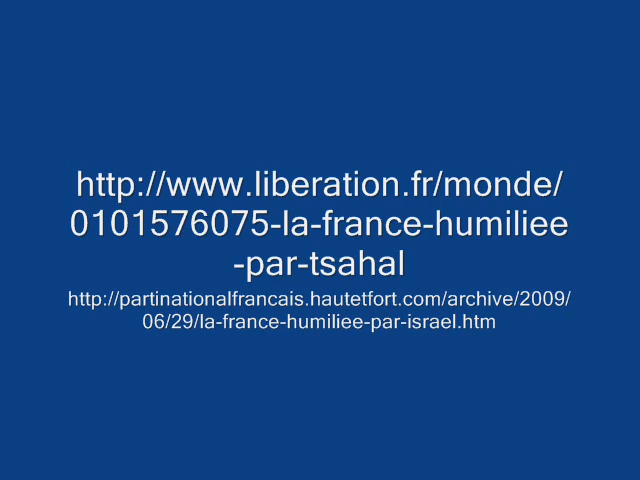 http://www.liberation.fr/monde/
0101576075-la-france-humiliee
-par-tsahal
http://partinationalfrancais.hautetfort.com/archive/2009/
06/29/la-france-humiliee-par-israel.htm